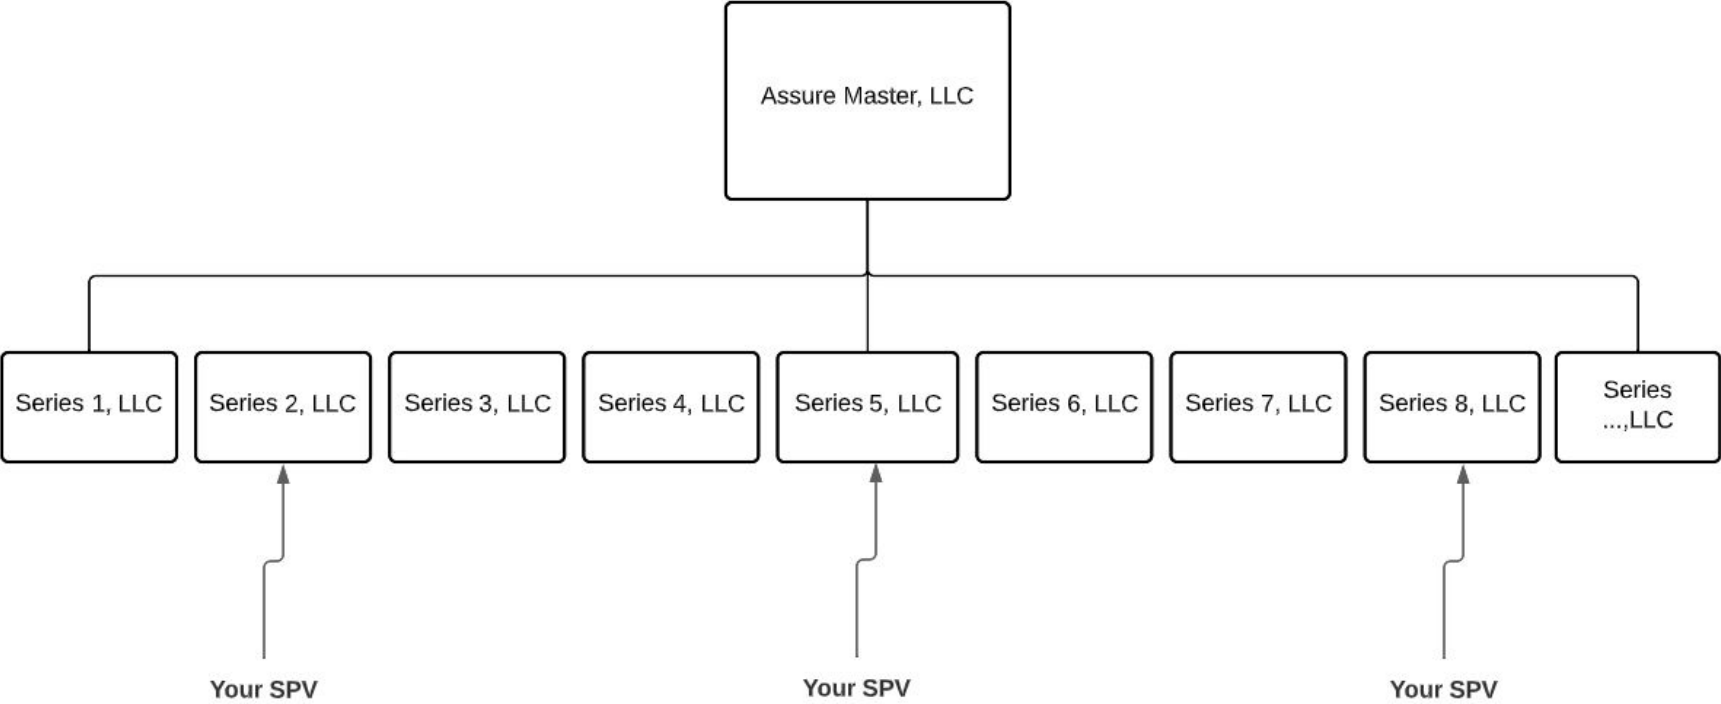 Assure Master, LLC
Series 1, LLC
Series 2, LLC
Series 3, LLC
Series 4, LLC
Series 5, LLC
Series 6, LLC
Series 7, LLC
Series 8, LLC
Series
...,LLC
Your SPV
Your SPV
Your SPV